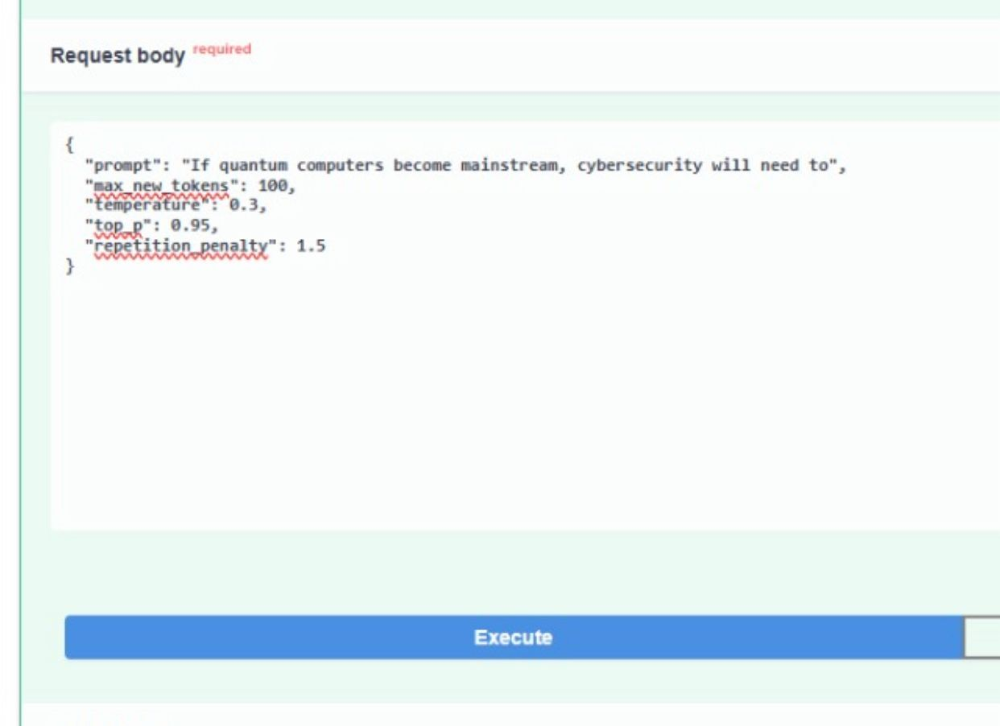 Request body required
{
"prompt": "If quantum computers become mainstream, cybersecurity will need to",
"max_new_tokens": 100,
"temperature": 0.3,
"top_p": 0.95,
"repetition_penalty": 1.5
}
Execute